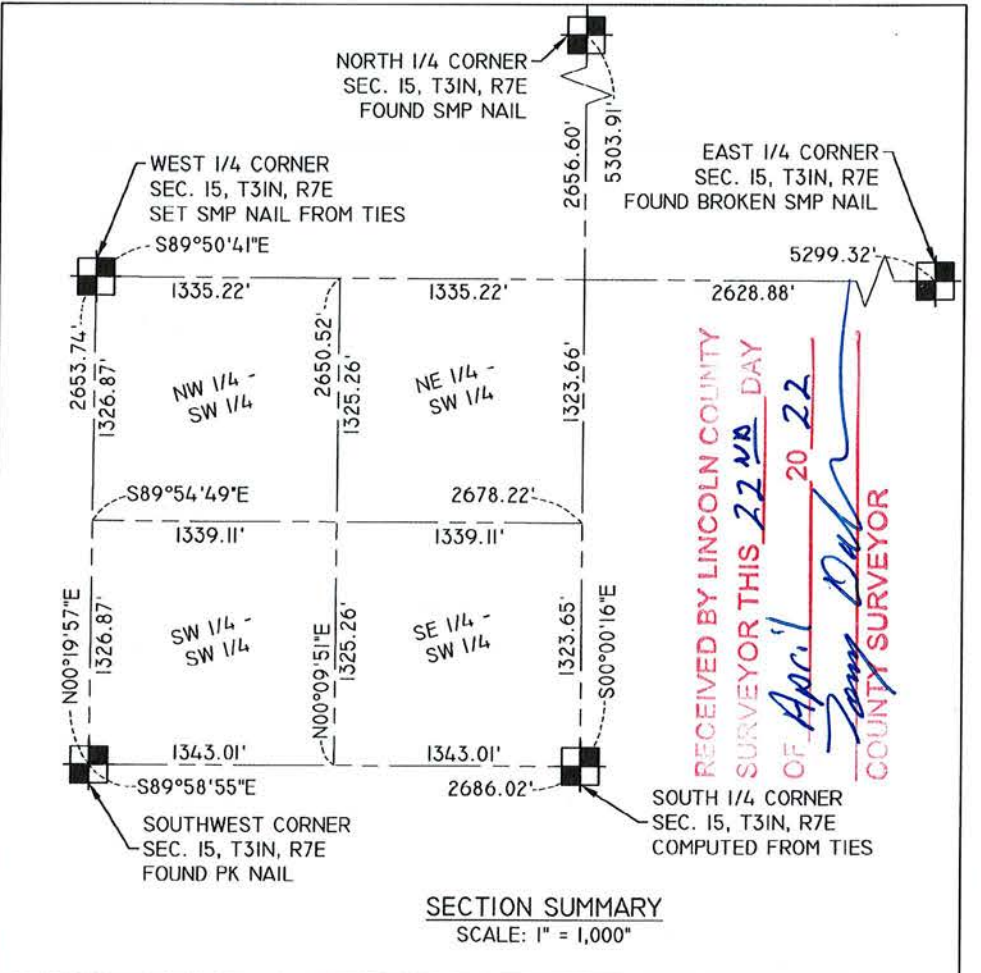 NORTH 1/4 CORNER
SEC. 15, T31N, R7E
FOUND SMP NAIL
2656.60'
5303.91'
WEST 1/4 CORNER
SEC. 15, T31N, R7E
SET SMP NAIL FROM TIES
EAST 1/4 CORNER
SEC. 15, T31N, R7E
FOUND BROKEN SMP NAIL
S89°50'41"E
5299.32'
1335.22'
1335.22'
2628.88'
2653.74'
1326.87'
NW 1/4 -
SW 1/4
2650.52'
1325.26'
NE 1/4 -
SW 1/4
1323.66'
S89°54'49"E
2678.22'
1339.11'
1339.11'
N00°19'57"E
1326.87'
SW 1/4 -
SW 1/4
N00°09'51"E
1325.26'
SE 1/4 -
SW 1/4
1323.65'
S00°00'16"E
1343.01'
1343.01'
S89°58'55"E
2686.02'
SOUTHWEST CORNER
SEC. 15, T31N, R7E
FOUND PK NAIL
SOUTH 1/4 CORNER
SEC. 15, T31N, R7E
COMPUTED FROM TIES
RECEIVED BY LINCOLN COUNTY
SURVEYOR THIS 22ND DAY
OF April 20 22
COUNTY SURVEYOR
SECTION SUMMARY
SCALE: 1" = 1,000"